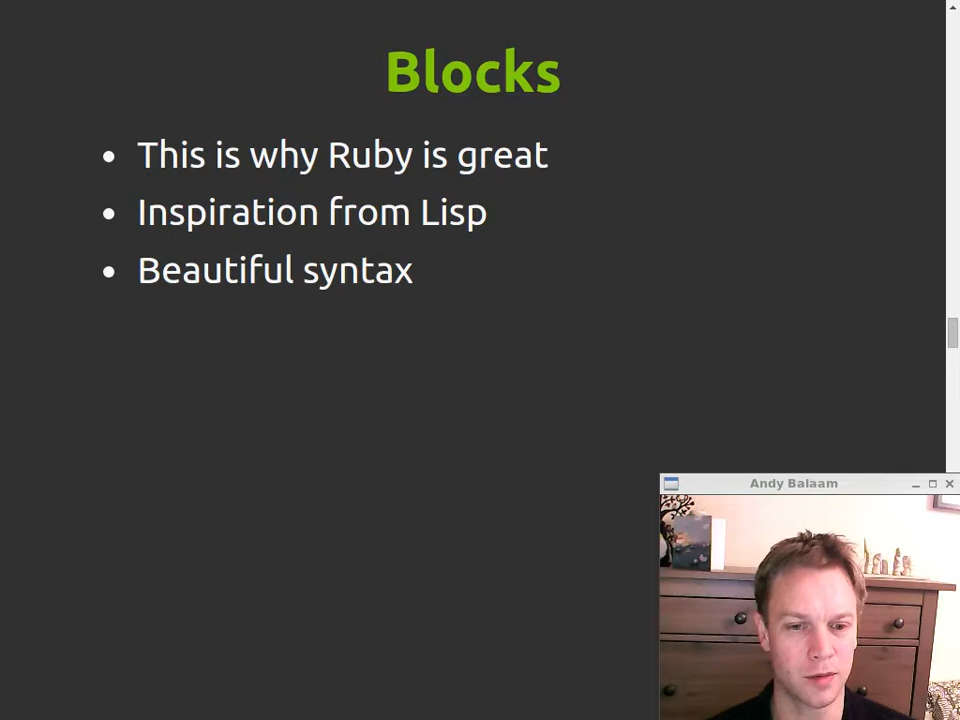 Blocks
This is why Ruby is great
Inspiration from Lisp
Beautiful syntax
Andy Balaam